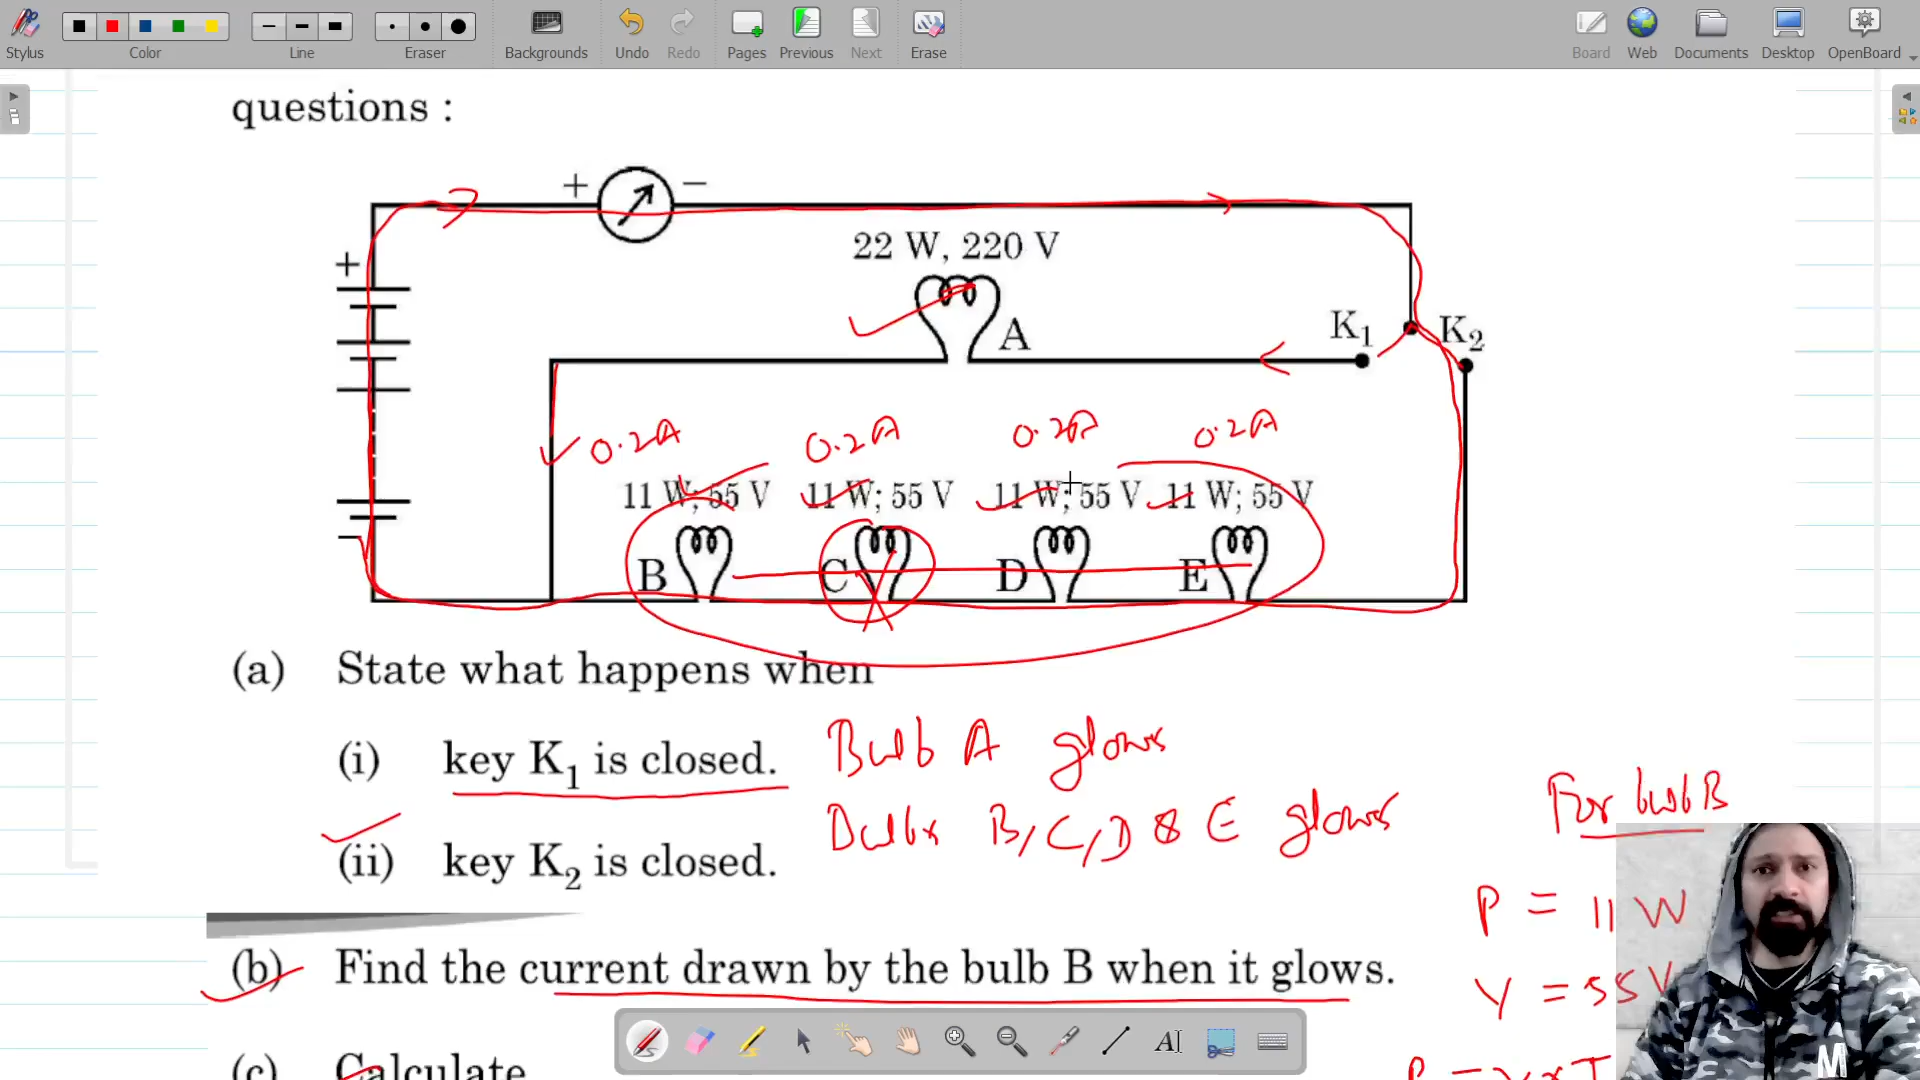 Stylus Color Line Eraser Backgrounds Undo Redo Pages Previous Next Erase Board Web Documents Desktop OpenBoard
questions :
+ −
22 W, 220 V
+
A K₁ K₂
0.2A 0.2A 0.2A 0.2A
11 W; 55 V 11 W; 55 V 11 W; 55 V 11 W; 55 V
−
B C D E
(a) State what happens when
(i) key K₁ is closed. Bulb A glows
Bulbs B, C, D & E glows
(ii) key K₂ is closed.
For bulb B
P = 11 W
(b) Find the current drawn by the bulb B when it glows.
V = 55 V
(c) Calculate
P = V × I
AI
M